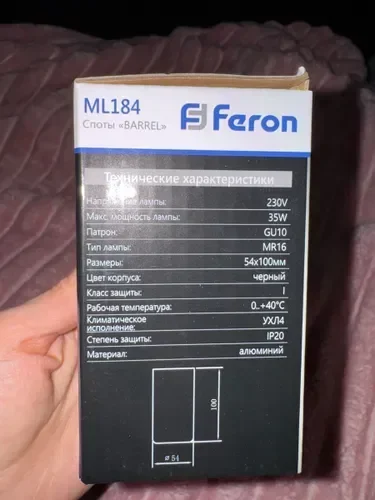 ML184
Споты «BARREL»
Feron
Технические характеристики
Напряжение лампы: 230V
Макс. мощность лампы: 35W
Патрон: GU10
Тип лампы: MR16
Размеры: 54x100мм
Цвет корпуса: черный
Класс защиты: I
Рабочая температура: 0..+40°C
Климатическое
исполнение: УХЛ4
Степень защиты: IP20
Материал: алюминий
100
ø 54